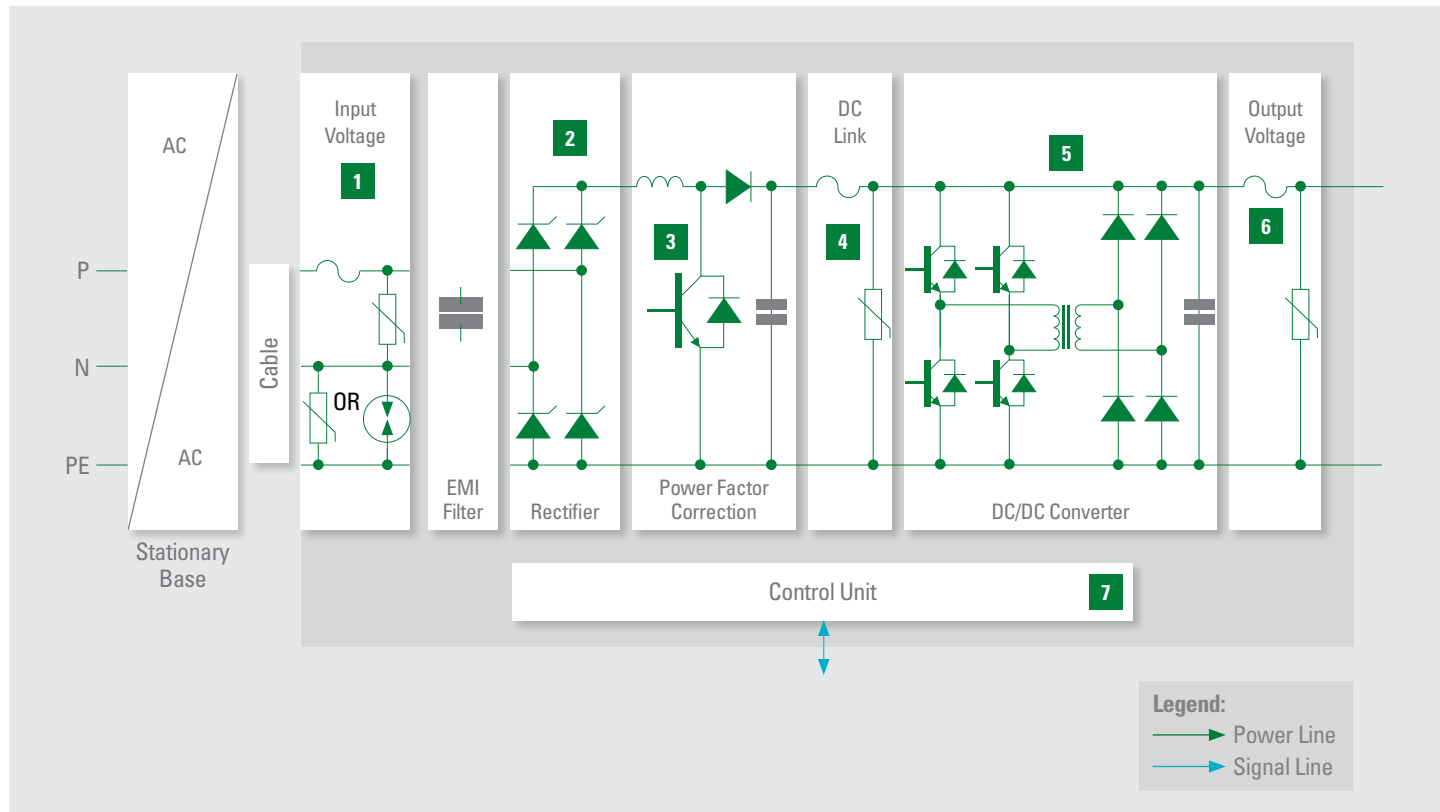 AC
AC
Stationary
Base
P
N
PE
Cable
Input
Voltage
1
OR
EMI
Filter
2
Rectifier
3
Power Factor
Correction
DC
Link
4
5
DC/DC Converter
Output
Voltage
6
Control Unit
7
Legend:
Power Line
Signal Line